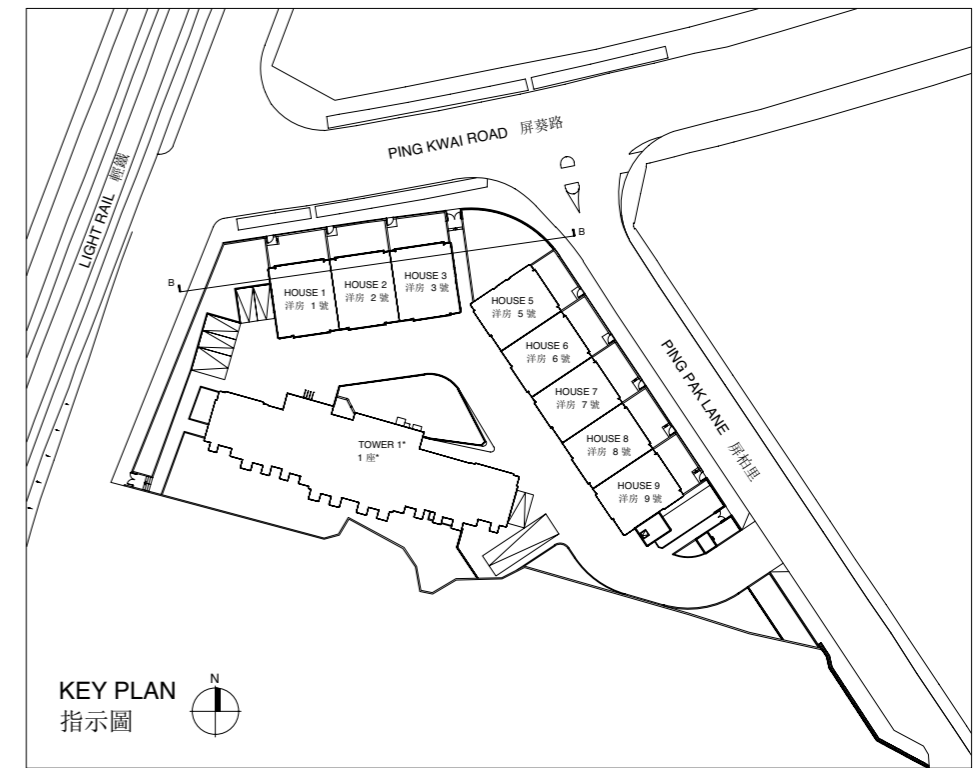 PING KWAI ROAD 屏葵路
LIGHT RAIL 輕鐵
B
B
HOUSE 1
洋房 1 號
HOUSE 2
洋房 2 號
HOUSE 3
洋房 3 號
HOUSE 5
洋房 5 號
HOUSE 6
洋房 6 號
HOUSE 7
洋房 7 號
HOUSE 8
洋房 8 號
HOUSE 9
洋房 9 號
PING PAK LANE 屏柏里
TOWER 1*
1 座*
KEY PLAN
指示圖
N